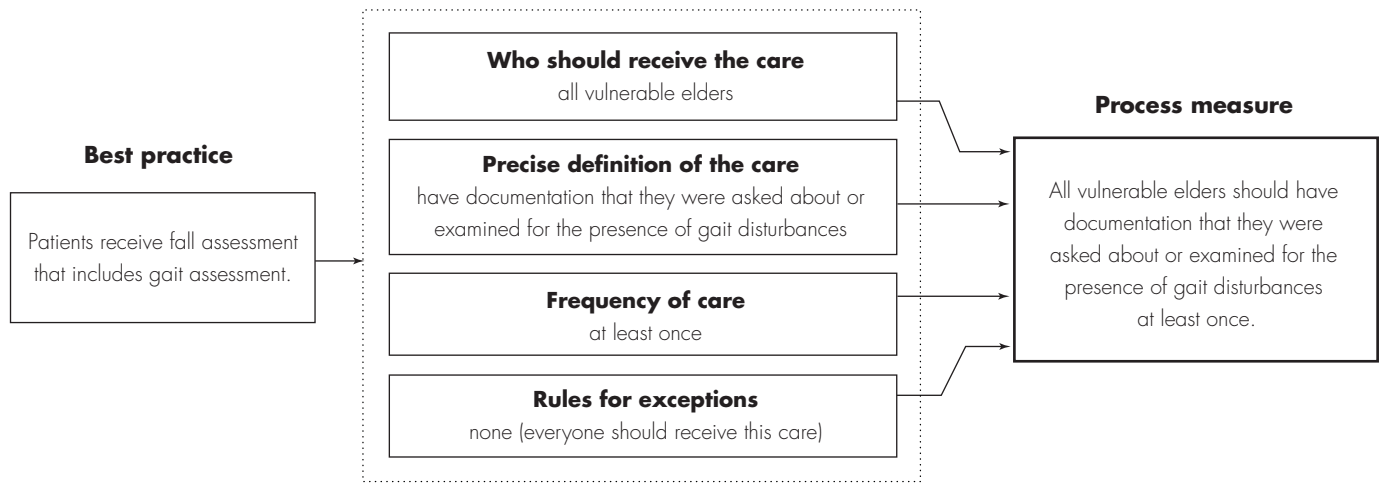 Best practice
Patients receive fall assessment
that includes gait assessment.
Who should receive the care
all vulnerable elders
Precise definition of the care
have documentation that they were asked about or
examined for the presence of gait disturbances
Frequency of care
at least once
Rules for exceptions
none (everyone should receive this care)
Process measure
All vulnerable elders should have
documentation that they were
asked about or examined for the
presence of gait disturbances
at least once.